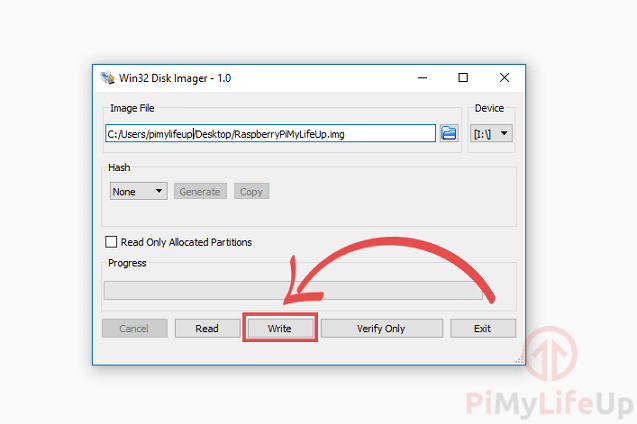 Win32 Disk Imager - 1.0
Image File
Device
C:/Users/pimylifeup/Desktop/RaspberryPiMyLifeUp.img
[I:\]
Hash
None
Generate
Copy
Read Only Allocated Partitions
Progress
Cancel
Read
Write
Verify Only
Exit
PiMyLifeUp